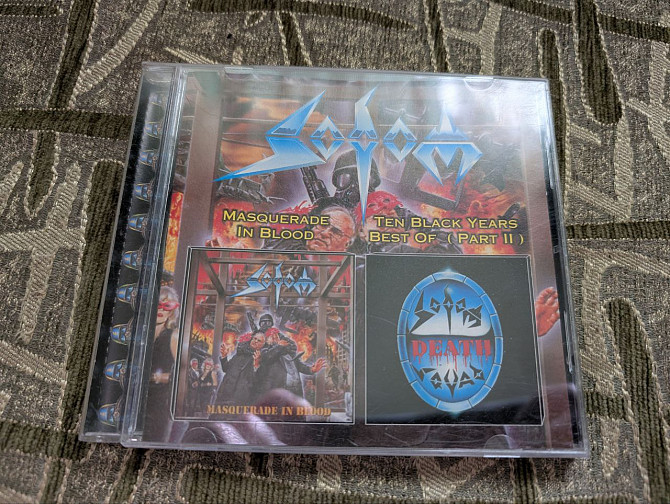 SODOM
MASQUERADE
IN BLOOD
TEN BLACK YEARS
BEST OF ( PART II )
SODOM
MASQUERADE IN BLOOD
SODOM
DEATH
SQUAD